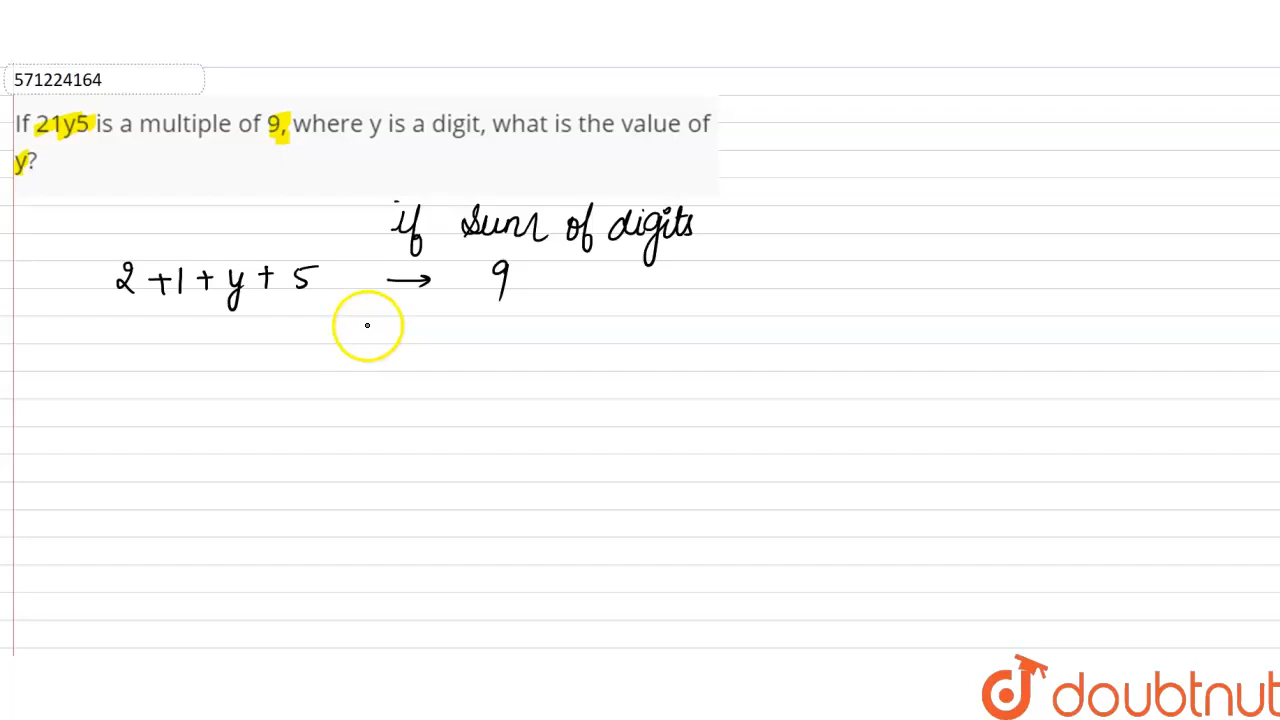 571224164
If 21y5 is a multiple of 9, where y is a digit, what is the value of
y?
if sum of digits
2 + 1 + y + 5 → 9
doubtnut